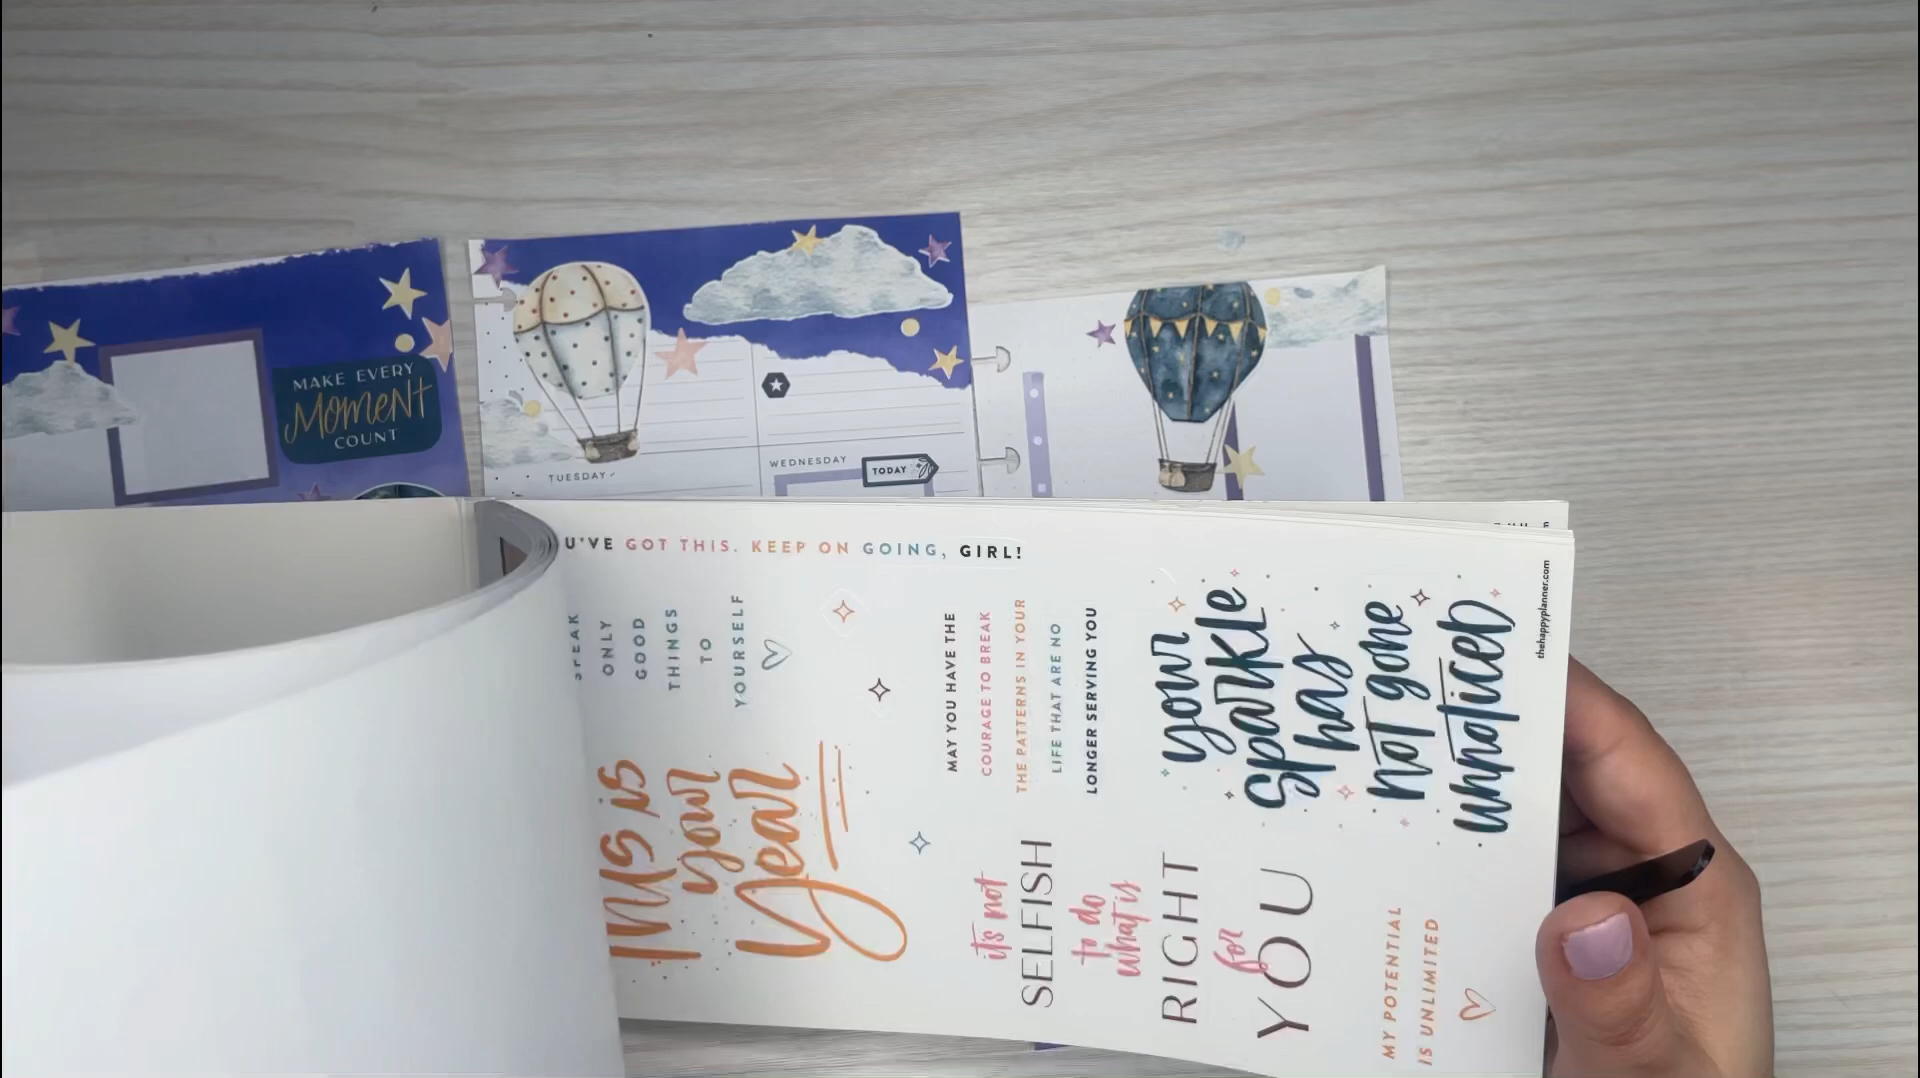 MAKE EVERY
MOMENT
COUNT
TUESDAY
WEDNESDAY
TODAY
U'VE GOT THIS. KEEP ON GOING, GIRL!
SPEAK
ONLY
GOOD
THINGS
TO
YOURSELF
THIS is
your
year
MAY YOU HAVE THE
COURAGE TO BREAK
THE PATTERNS IN YOUR
LIFE THAT ARE NO
LONGER SERVING YOU
it's not
SELFISH
to do
what is
RIGHT
for
YOU
your
sparkle
has
not gone
unnoticed
MY POTENTIAL
IS UNLIMITED
thehappyplanner.com